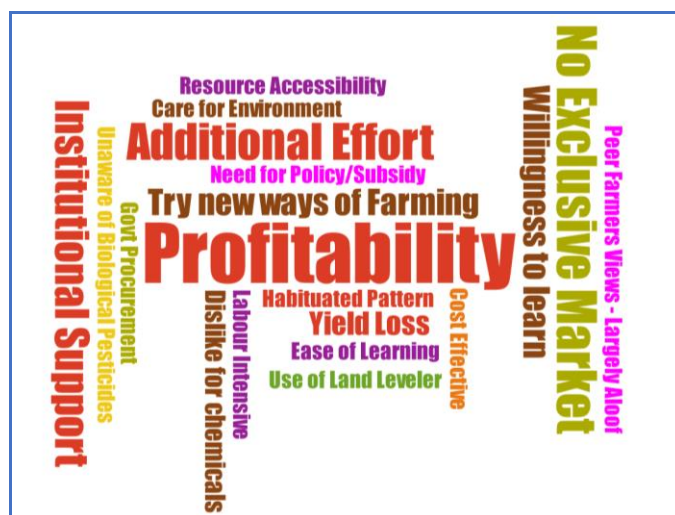 Resource Accessibility
Care for Environment
Additional Effort
Need for Policy/Subsidy
Try new ways of Farming
Profitability
Habituated Pattern
Yield Loss
Ease of Learning
Use of Land Leveler
Institutional Support
Unaware of Biological Pesticides
Govt Procurement
Dislike for chemicals
Labour Intensive
Cost Effective
Willingness to learn
No Exclusive Market
Peer Farmers Views - Largely Aloof